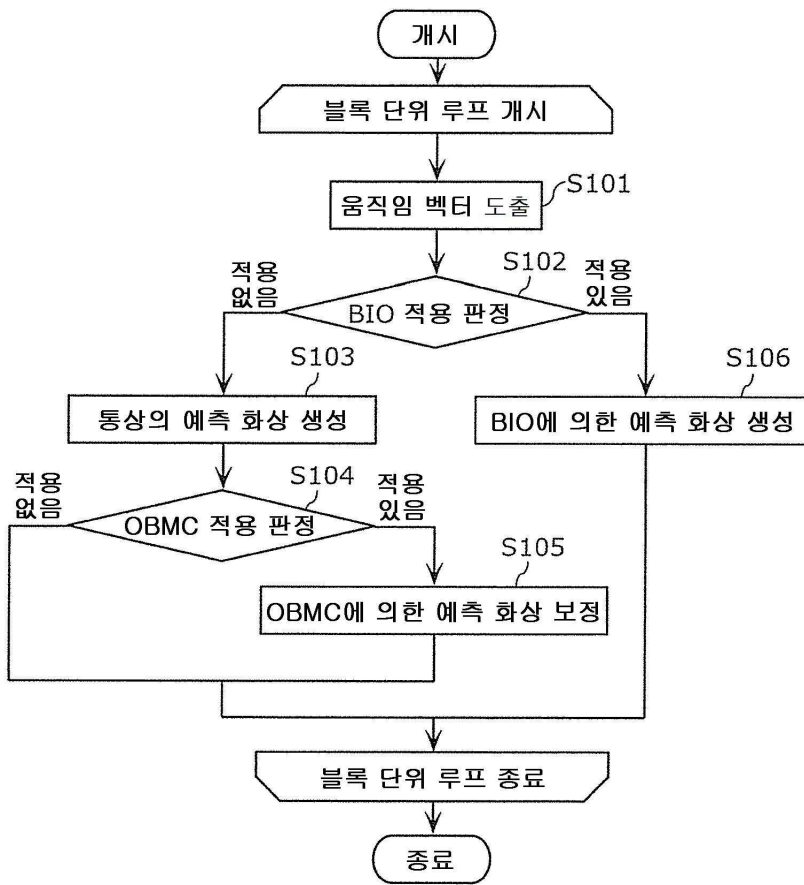 개시
블록 단위 루프 개시
S101
움직임 벡터 도출
S102
적용
없음
적용
있음
BIO 적용 판정
S103
S106
통상의 예측 화상 생성
BIO에 의한 예측 화상 생성
S104
적용
없음
적용
있음
OBMC 적용 판정
S105
OBMC에 의한 예측 화상 보정
블록 단위 루프 종료
종료